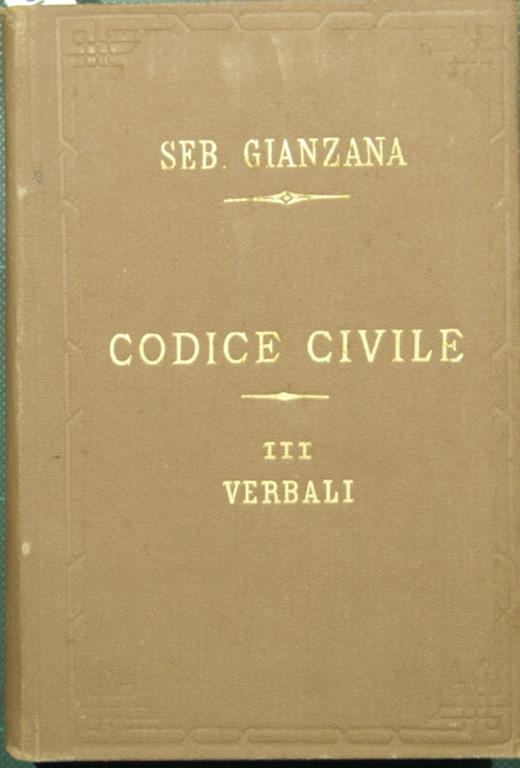 SEB. GIANZANA
CODICE CIVILE
III
VERBALI